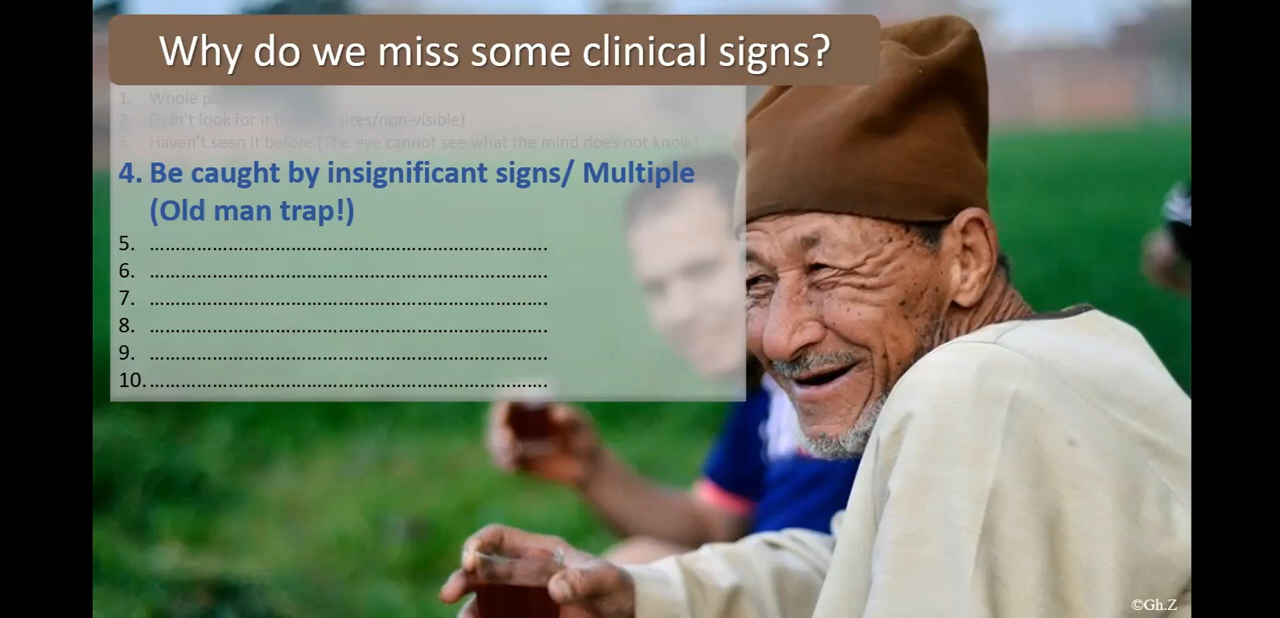 Why do we miss some clinical signs?
1. Whole
2. Didn't look for it sites/non-visible)
3. Haven't seen it before (The eye cannot see what the mind does not know)
4. Be caught by insignificant signs/ Multiple
(Old man trap!)
5. ……………………………………………………………….
6. ……………………………………………………………….
7. ……………………………………………………………….
8. ……………………………………………………………….
9. ……………………………………………………………….
10. ……………………………………………………………….
©Gh.Z